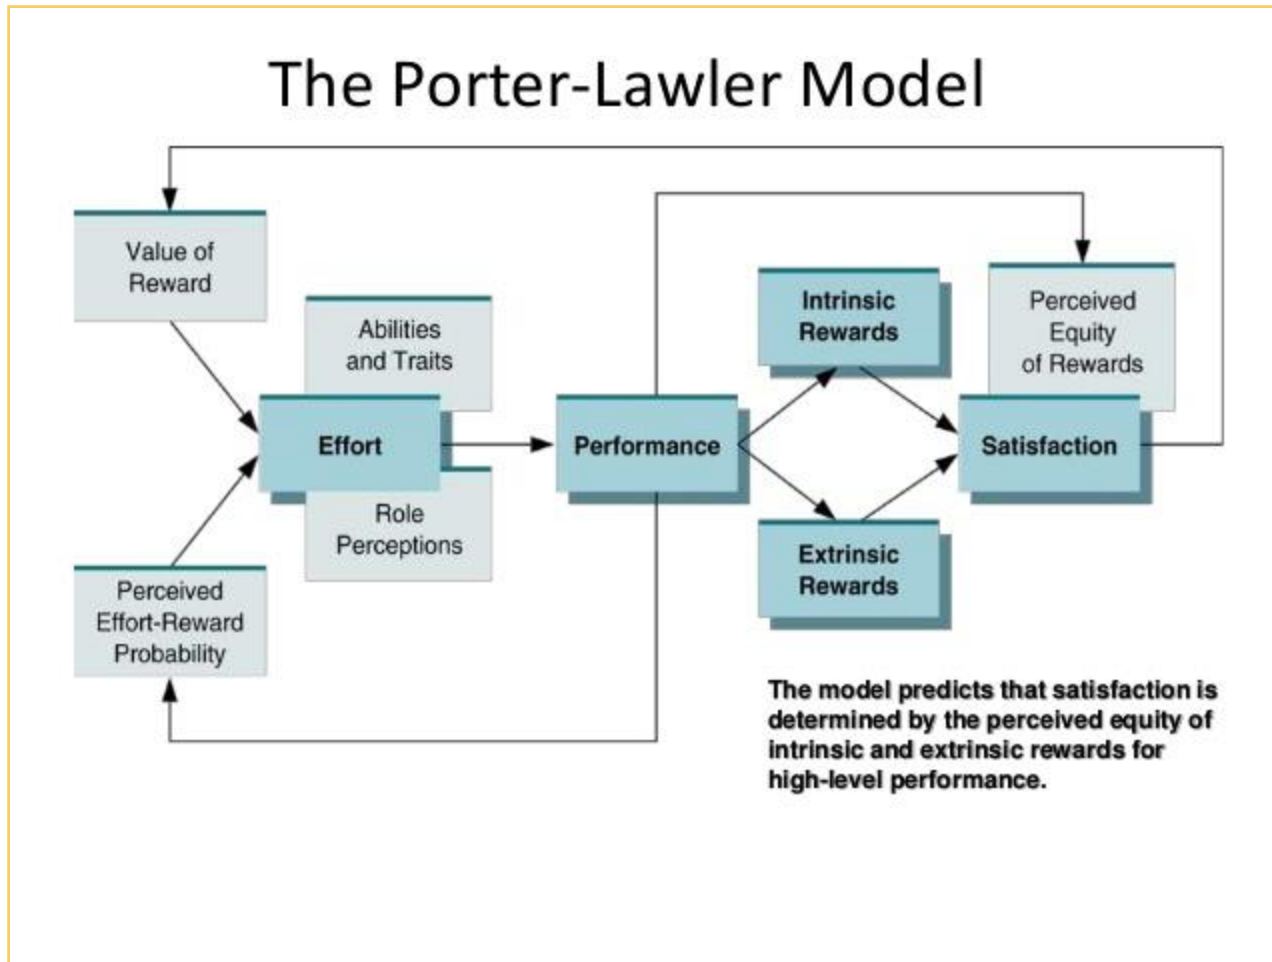 The Porter-Lawler Model
Value of
Reward
Abilities
and Traits
Effort
Role
Perceptions
Perceived
Effort-Reward
Probability
Performance
Intrinsic
Rewards
Extrinsic
Rewards
Perceived
Equity
of Rewards
Satisfaction
The model predicts that satisfaction is
determined by the perceived equity of
intrinsic and extrinsic rewards for
high-level performance.